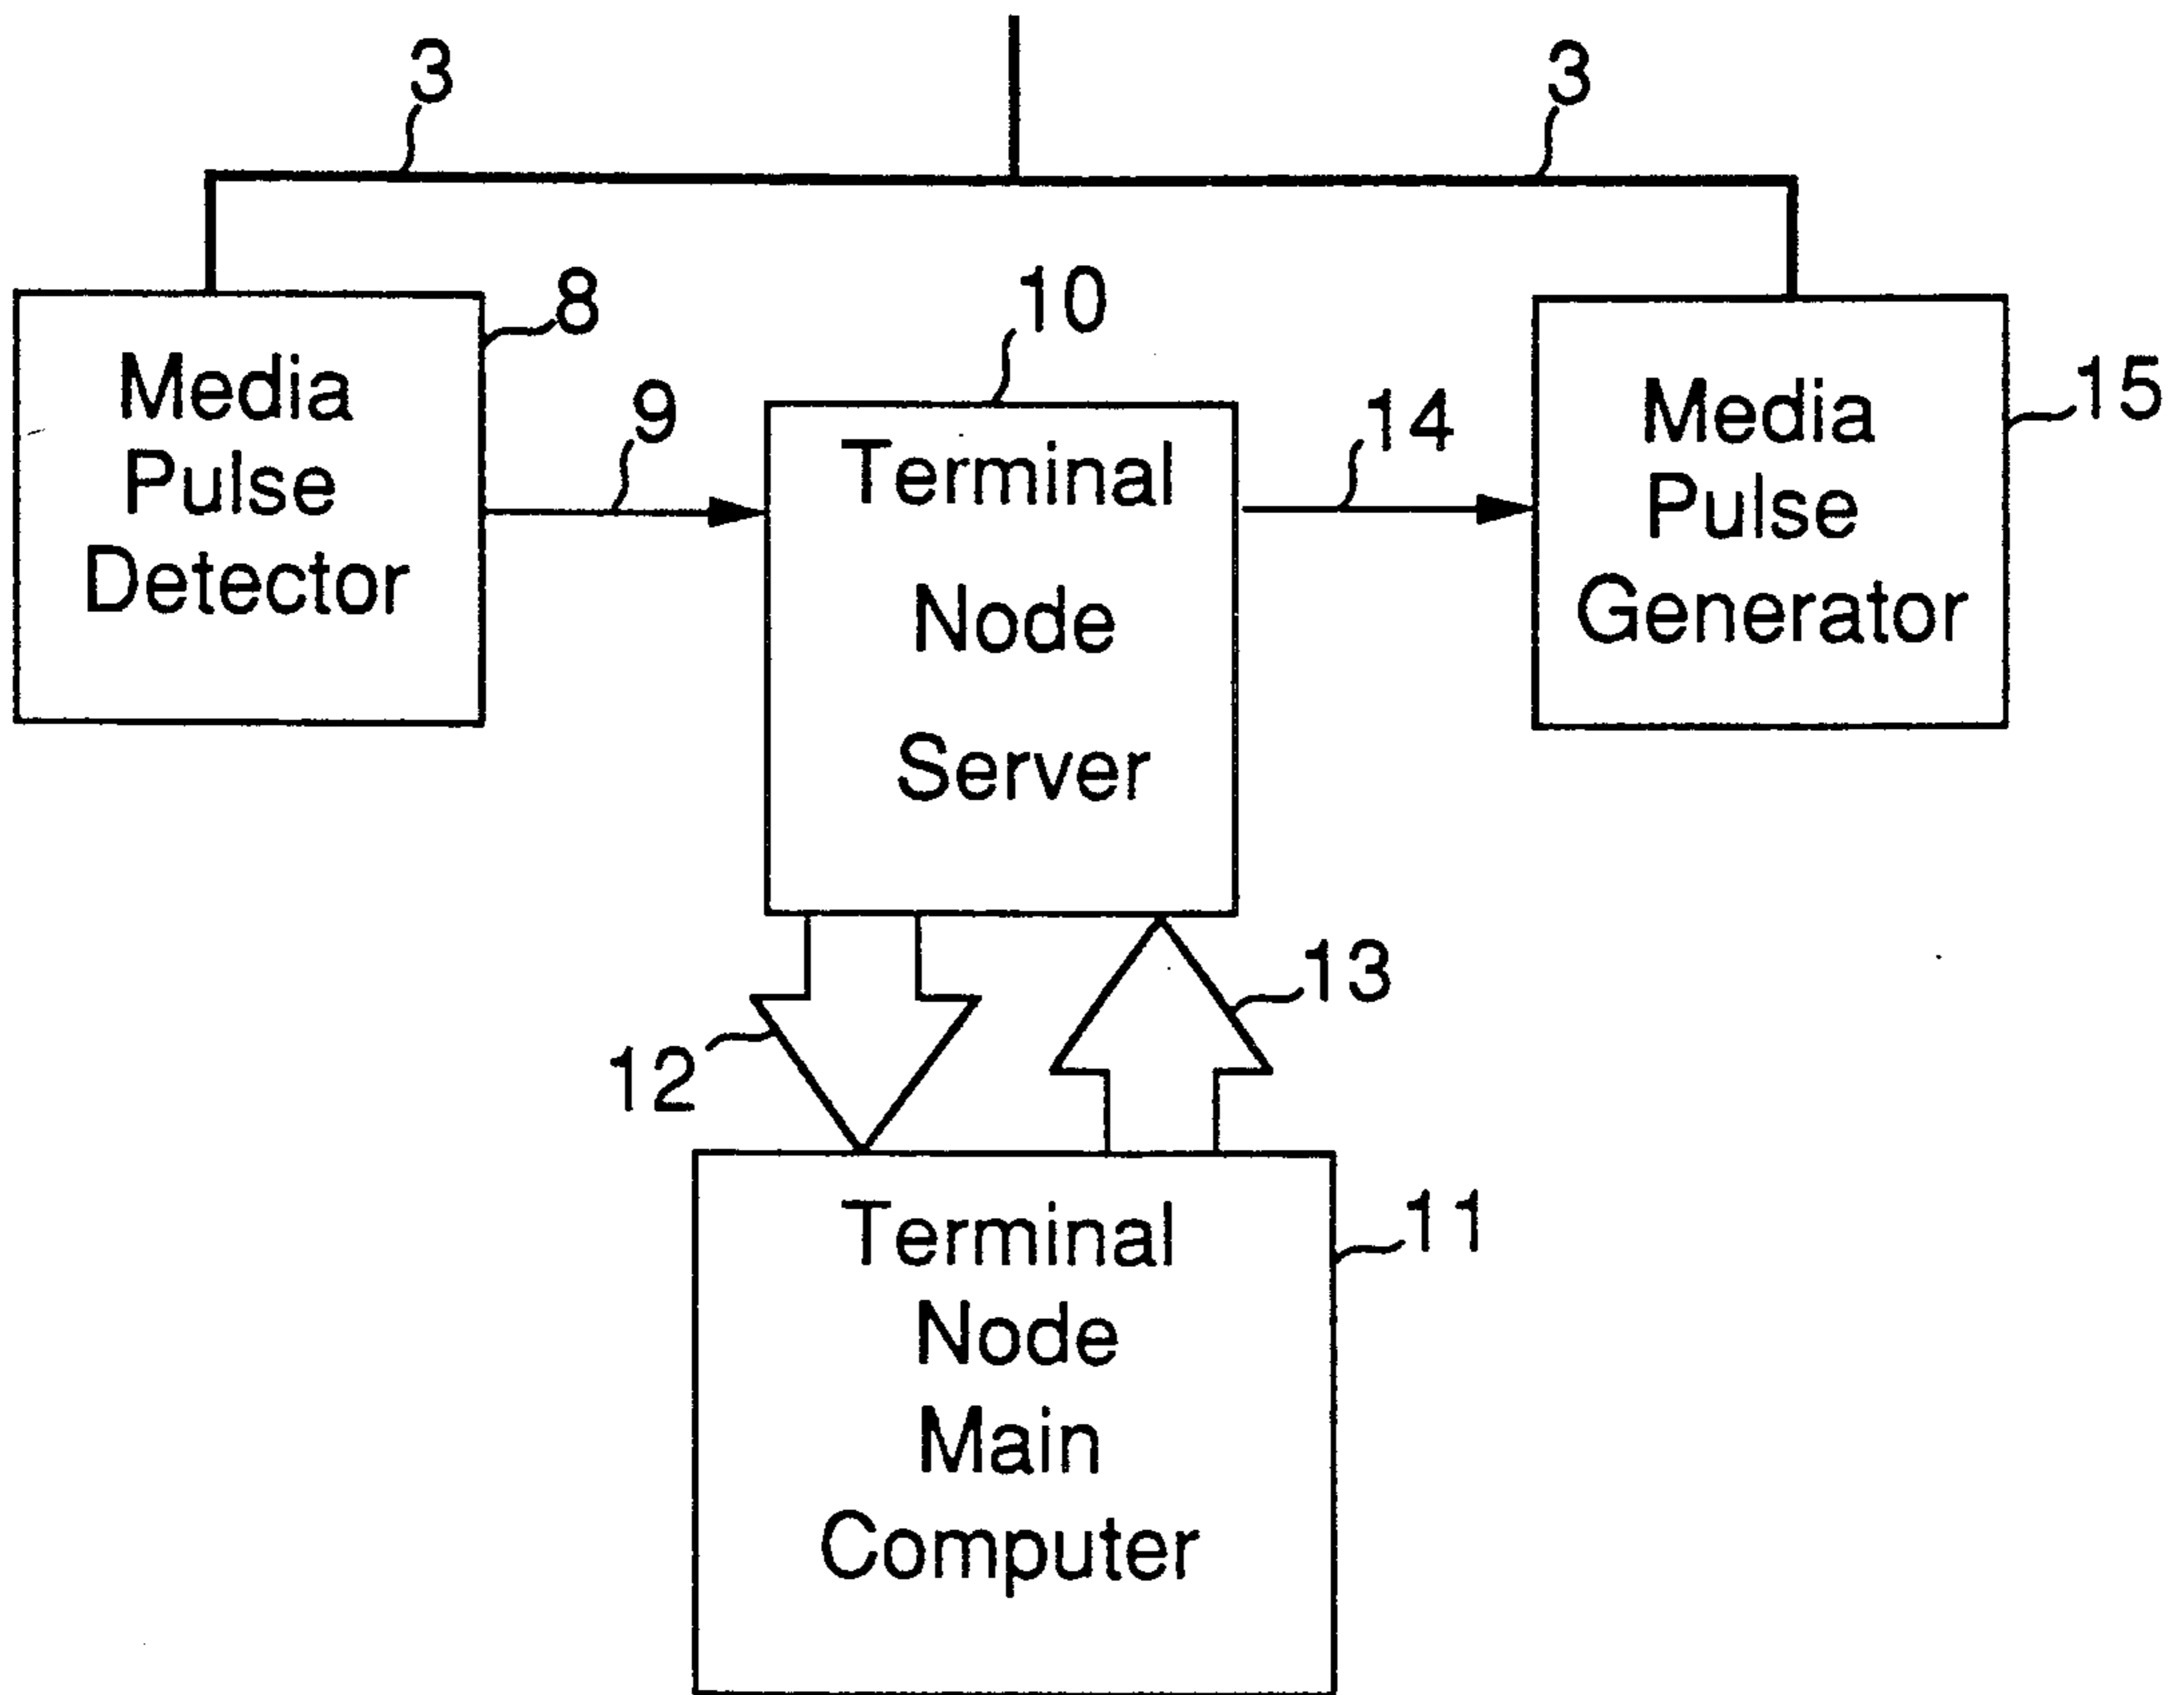 3
3
8
10
Media
Pulse
Detector
9
Terminal
Node
Server
14
Media
Pulse
Generator
15
12
13
Terminal
Node
Main
Computer
11